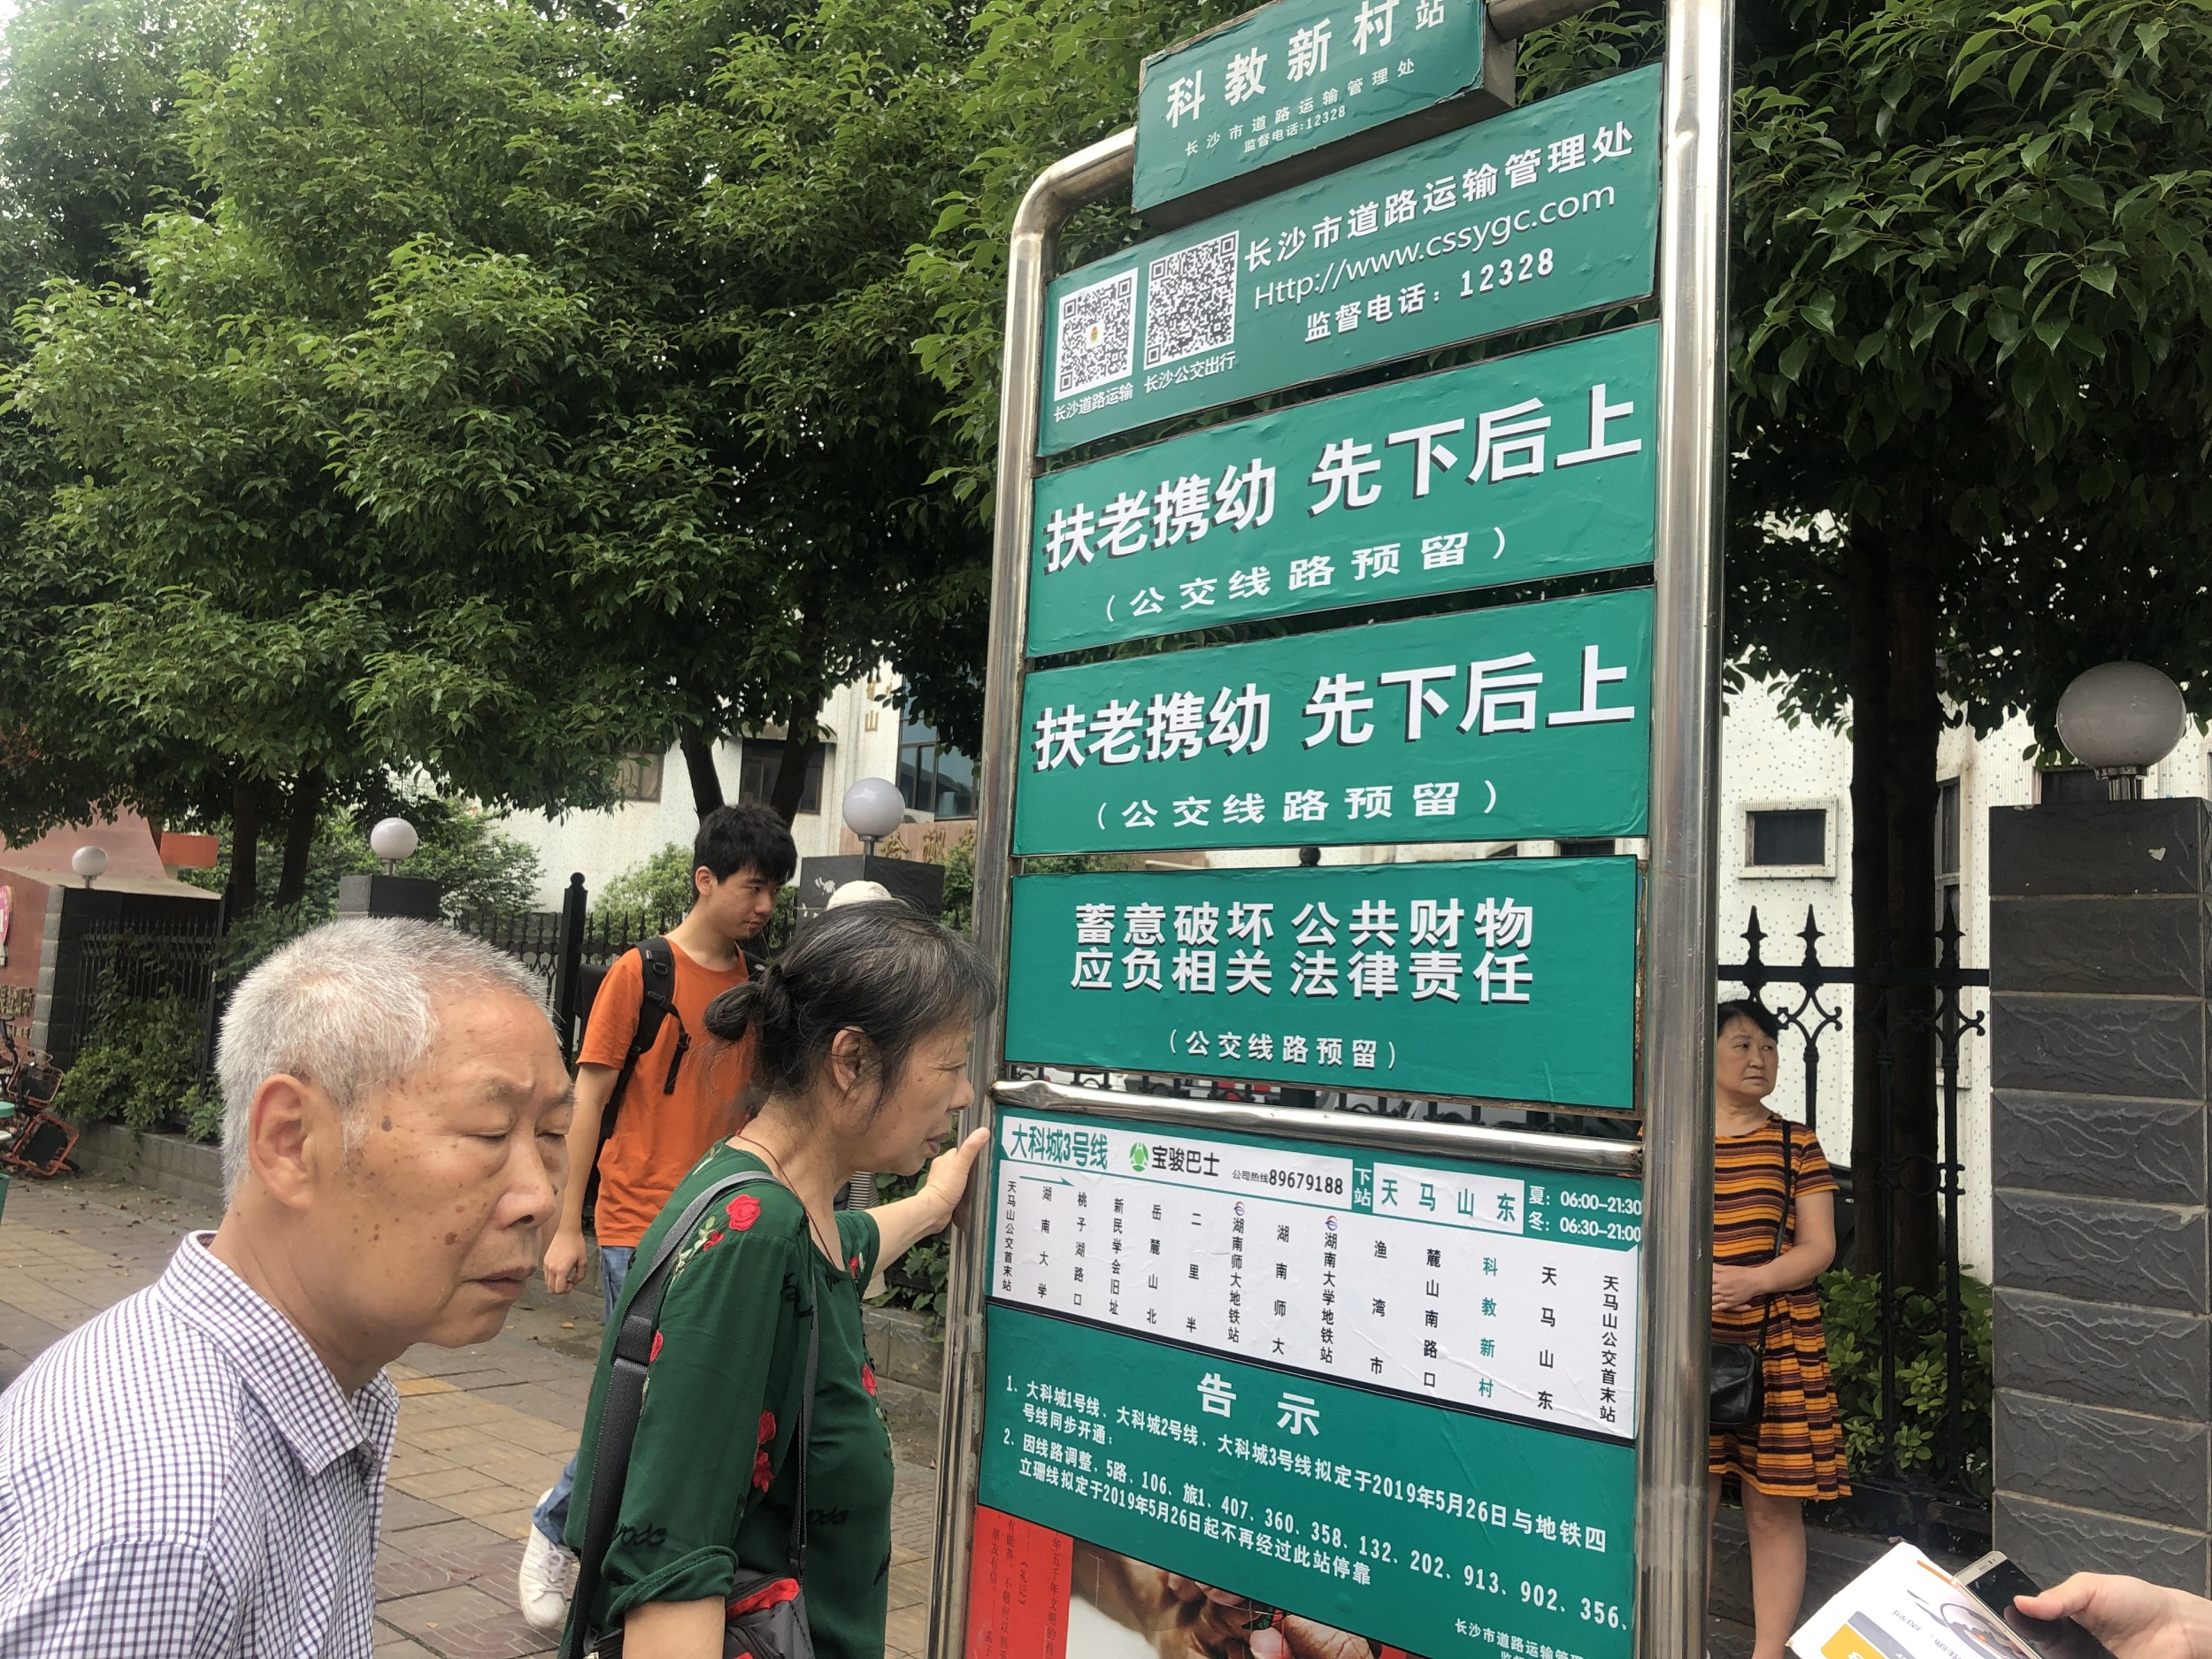 科教新村站
长沙市道路运输管理处
监督电话:12328
长沙市道路运输管理处
Http://www.cssygc.com
监督电话：12328
长沙道路运输
长沙公交出行
扶老携幼 先下后上
（公交线路预留）
扶老携幼 先下后上
（公交线路预留）
蓄意破坏 公共财物
应负相关 法律责任
（公交线路预留）
大科城3号线
宝骏巴士
公司热线89679188
下站
天马山东
夏: 06:00-21:30
冬: 06:30-21:00
天马山公交首末站
湖南大学
桃子湖路口
新民学会旧址
岳麓山北
二里半
湖南师大地铁站
湖南师大
湖南大学地铁站
渔湾市
麓山南路口
科教新村
天马山东
天马山公交首末站
告示
1、大科城1号线、大科城2号线、大科城3号线拟定于2019年5月26日与地铁四
号线同步开通；
2、因线路调整，5路、106、旅1、407、360、358、132、202、913、902、356、
立珊线拟定于2019年5月26日起不再经过此站停靠
长沙市道路运输管理
《礼记》
山